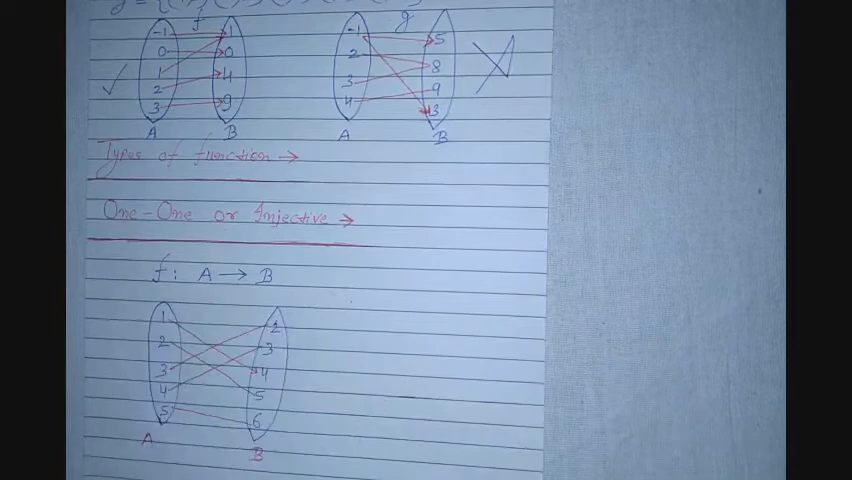 f g
-1 1 -1 5
0 0 2 8
1 4 3 9
2 9 4 3
3
A B A B
Types of function →
One-One or Injective →
f : A → B
1 2
2 3
3 4
4 5
5 6
A B